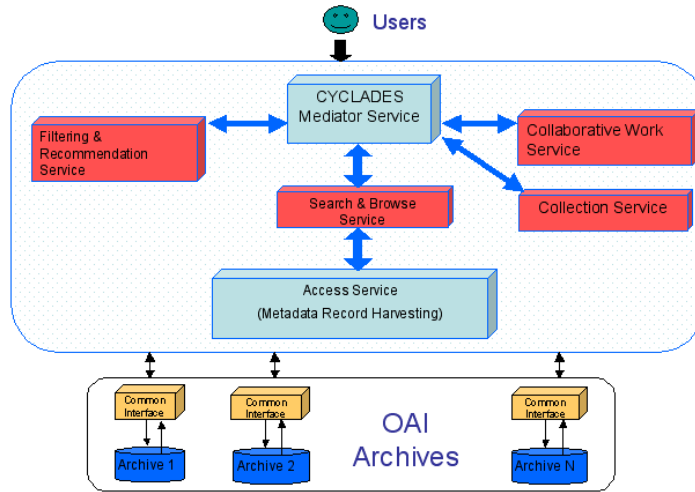 Users
CYCLADES
Mediator Service
Filtering &
Recommendation
Service
Collaborative Work
Service
Search & Browse
Service
Collection Service
Access Service
(Metadata Record Harvesting)
Common
Interface
Common
Interface
Common
Interface
OAI
Archives
Archive 1
Archive 2
Archive N